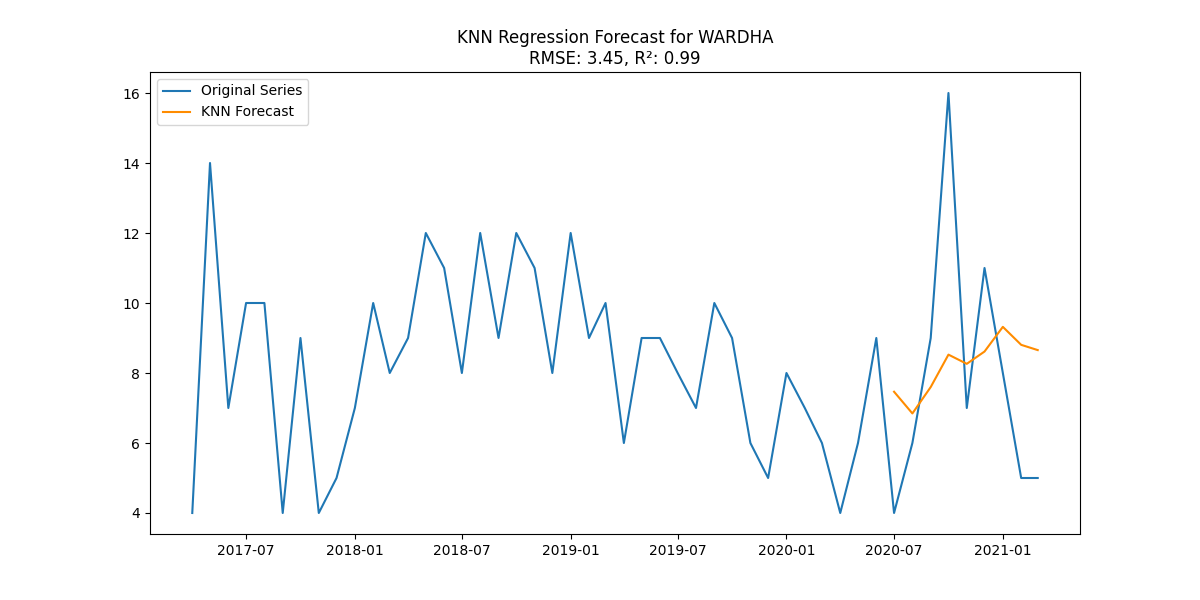 KNN Regression Forecast for WARDHA
RMSE: 3.45, R²: 0.99
Original Series
KNN Forecast
16
14
12
10
8
6
4
2017-07 2018-01 2018-07 2019-01 2019-07 2020-01 2020-07 2021-01